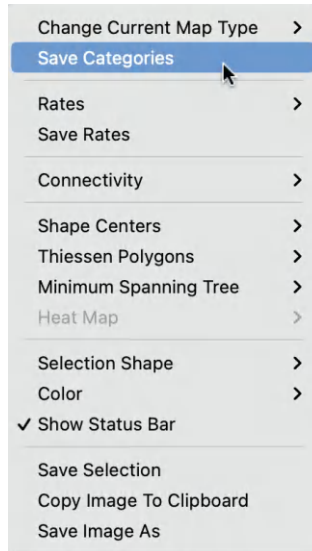 Change Current Map Type
Save Categories
Rates
Save Rates
Connectivity
Shape Centers
Thiessen Polygons
Minimum Spanning Tree
Heat Map
Selection Shape
Color
Show Status Bar
Save Selection
Copy Image To Clipboard
Save Image As